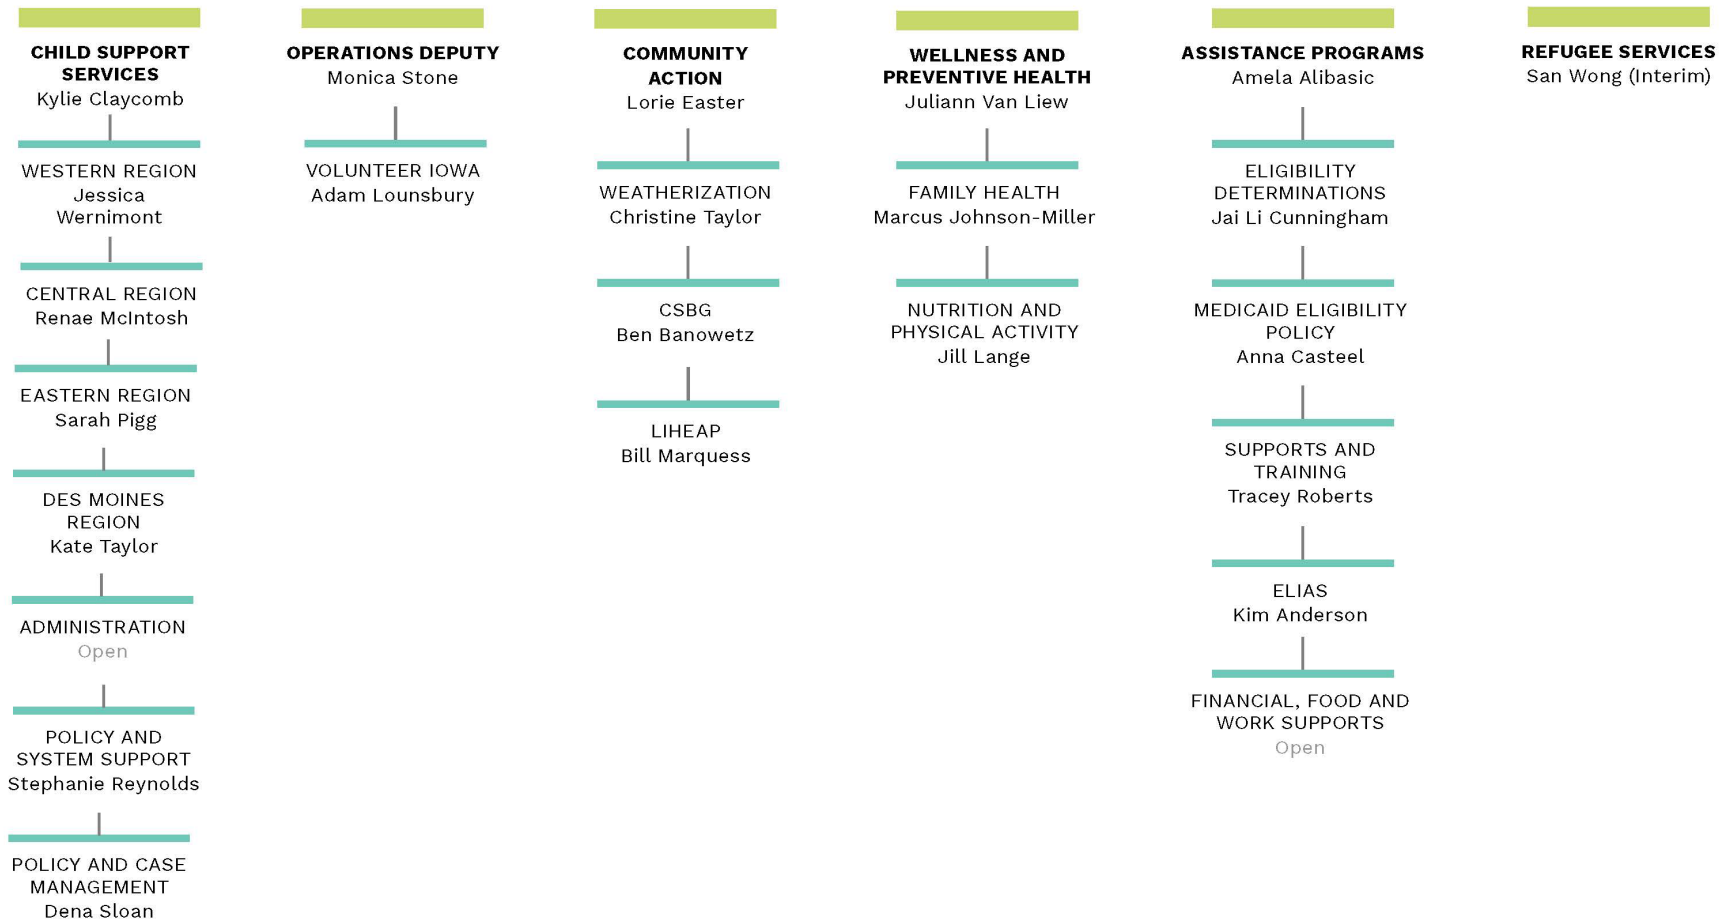 CHILD SUPPORT
SERVICES
Kylie Claycomb
WESTERN REGION
Jessica
Wernimont
CENTRAL REGION
Renae McIntosh
EASTERN REGION
Sarah Pigg
DES MOINES
REGION
Kate Taylor
ADMINISTRATION
Open
POLICY AND
SYSTEM SUPPORT
Stephanie Reynolds
POLICY AND CASE
MANAGEMENT
Dena Sloan
OPERATIONS DEPUTY
Monica Stone
VOLUNTEER IOWA
Adam Lounsbury
COMMUNITY
ACTION
Lorie Easter
WEATHERIZATION
Christine Taylor
CSBG
Ben Banowetz
LIHEAP
Bill Marquess
WELLNESS AND
PREVENTIVE HEALTH
Juliann Van Liew
FAMILY HEALTH
Marcus Johnson-Miller
NUTRITION AND
PHYSICAL ACTIVITY
Jill Lange
ASSISTANCE PROGRAMS
Amela Alibasic
ELIGIBILITY
DETERMINATIONS
Jai Li Cunningham
MEDICAID ELIGIBILITY
POLICY
Anna Casteel
SUPPORTS AND
TRAINING
Tracey Roberts
ELIAS
Kim Anderson
FINANCIAL, FOOD AND
WORK SUPPORTS
Open
REFUGEE SERVICES
San Wong (Interim)